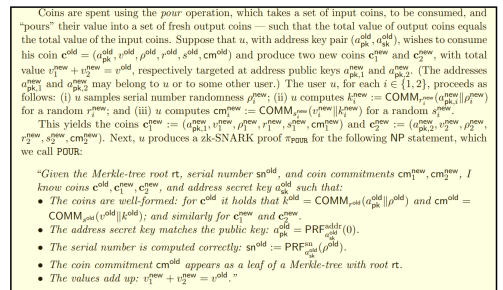 Coins are spent using the pour operation, which takes a set of input coins, to be consumed, and
"pours" their value into a set of fresh output coins — such that the total value of output coins equals
the total value of the input coins. Suppose that u, with address key pair (a^old_pk, a^old_sk), wishes to consume
his coin c^old = (a^old_pk, v^old, ρ^old, r^old, s^old, cm^old) and produce two new coins c^new_1 and c^new_2, with total
value v^new_1 + v^new_2 = v^old, respectively targeted at address public keys a^new_pk,1 and a^new_pk,2. (The addresses
a^new_pk,1 and a^new_pk,2 may belong to u or to some other user.) The user u, for each i ∈ {1, 2}, proceeds as
follows: (i) u samples serial number randomness ρ^new_i; (ii) u computes k^new_i := COMM_{r^new_i}(a^new_pk,i‖ρ^new_i)
for a random r^new_i; and (iii) u computes cm^new_i := COMM_{s^new_i}(v^new_i‖k^new_i) for a random s^new_i.
This yields the coins c^new_1 := (a^new_pk,1, v^new_1, ρ^new_1, r^new_1, s^new_1, cm^new_1) and c^new_2 := (a^new_pk,2, v^new_2, ρ^new_2,
r^new_2, s^new_2, cm^new_2). Next, u produces a zk-SNARK proof π_POUR for the following NP statement, which
we call POUR:
"Given the Merkle-tree root rt, serial number sn^old, and coin commitments cm^new_1, cm^new_2, I
know coins c^old, c^new_1, c^new_2, and address secret key a^old_sk such that:
• The coins are well-formed: for c^old it holds that k^old = COMM_{r^old}(a^old_pk‖ρ^old) and cm^old =
COMM_{s^old}(v^old‖k^old); and similarly for c^new_1 and c^new_2.
• The address secret key matches the public key: a^old_pk = PRF^addr_{a^old_sk}(0).
• The serial number is computed correctly: sn^old := PRF^sn_{a^old_sk}(ρ^old).
• The coin commitment cm^old appears as a leaf of a Merkle-tree with root rt.
• The values add up: v^new_1 + v^new_2 = v^old."